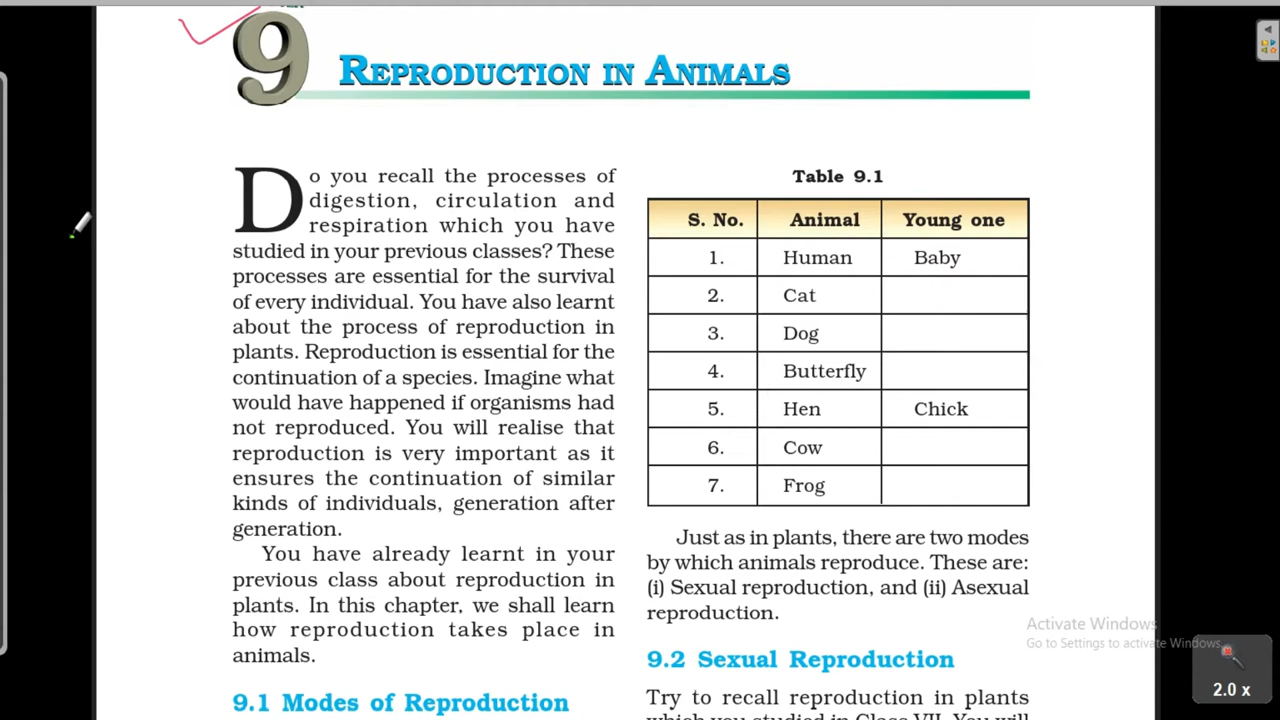 9
REPRODUCTION IN ANIMALS
Do you recall the processes of
digestion, circulation and
respiration which you have
studied in your previous classes? These
processes are essential for the survival
of every individual. You have also learnt
about the process of reproduction in
plants. Reproduction is essential for the
continuation of a species. Imagine what
would have happened if organisms had
not reproduced. You will realise that
reproduction is very important as it
ensures the continuation of similar
kinds of individuals, generation after
generation.
You have already learnt in your
previous class about reproduction in
plants. In this chapter, we shall learn
how reproduction takes place in
animals.
9.1 Modes of Reproduction
Table 9.1
S. No. Animal Young one
1. Human Baby
2. Cat
3. Dog
4. Butterfly
5. Hen Chick
6. Cow
7. Frog
Just as in plants, there are two modes
by which animals reproduce. These are:
(i) Sexual reproduction, and (ii) Asexual
reproduction.
9.2 Sexual Reproduction
Try to recall reproduction in plants
which you studied in Class VII. You will
Activate Windows
Go to Settings to activate Windows.
2.0 x